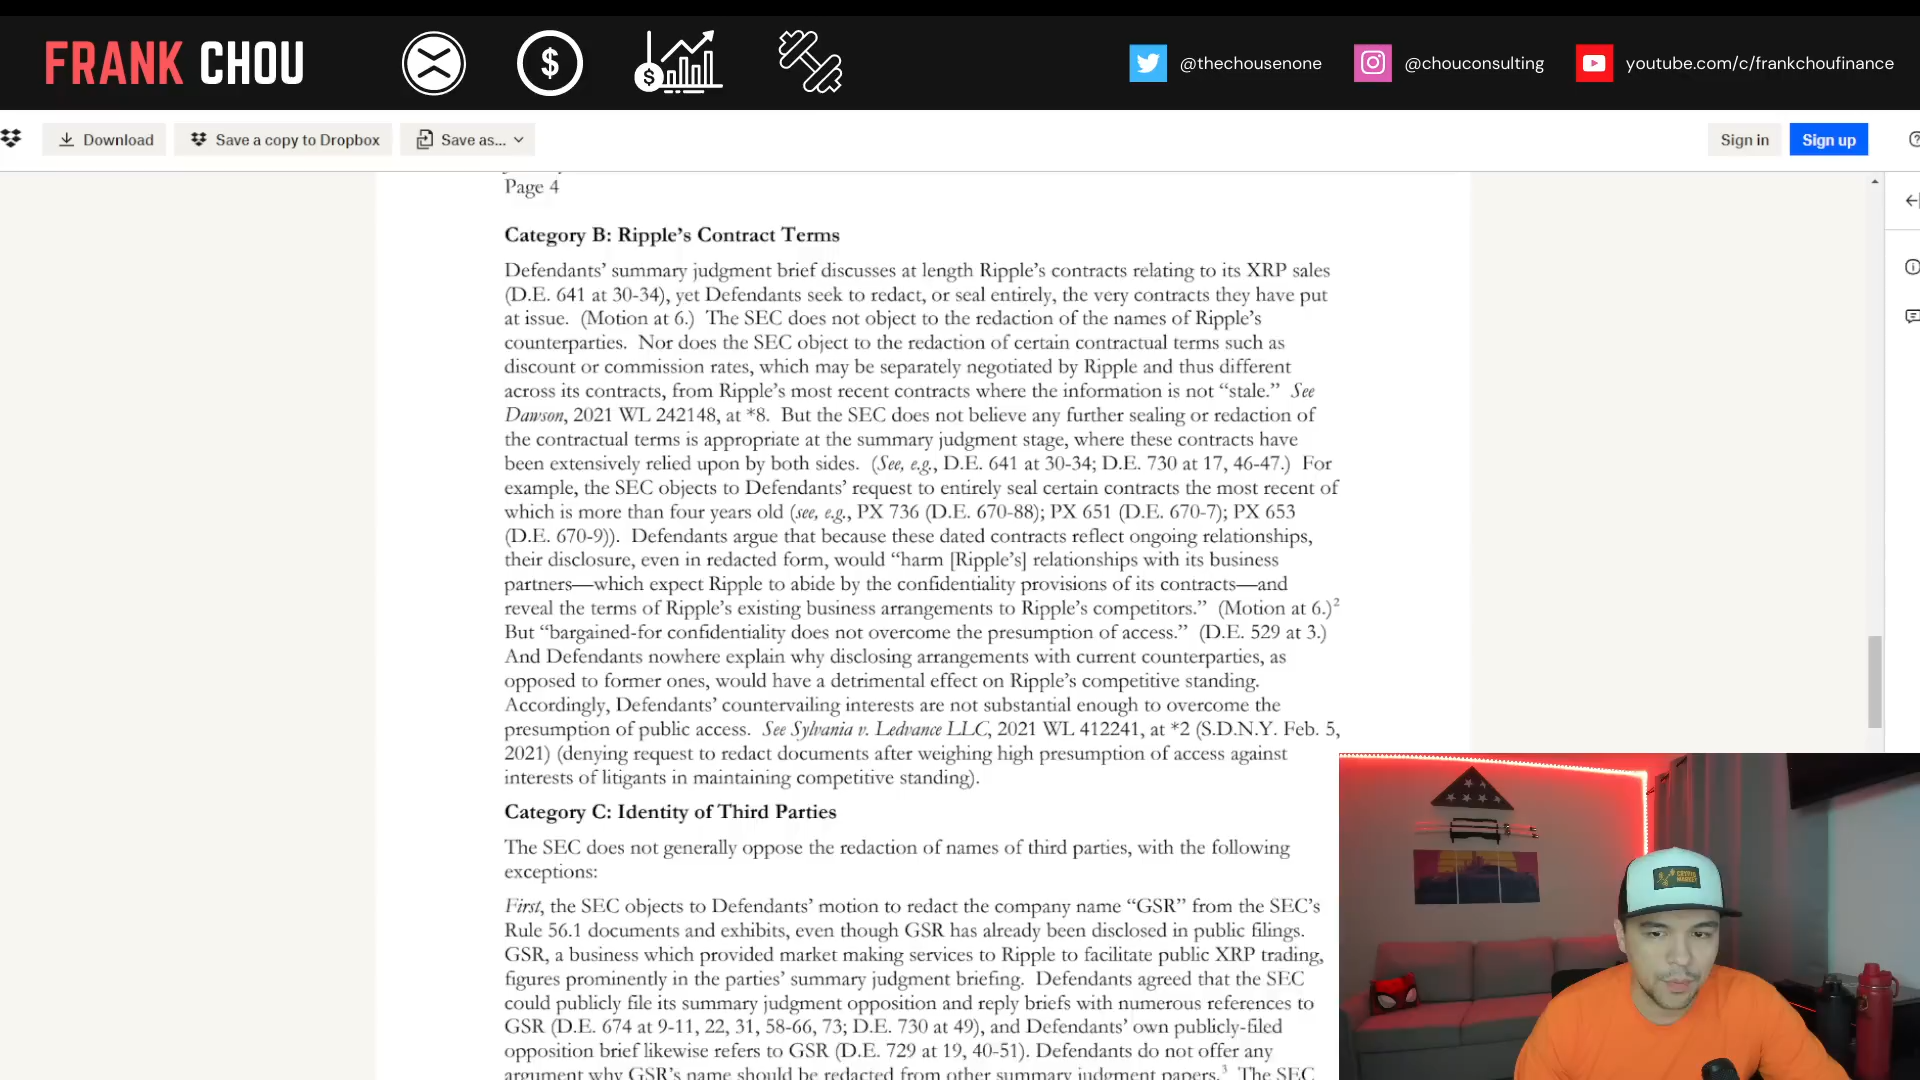 FRANK CHOU
@thechousenone
@chouconsulting
youtube.com/c/frankchoufinance
Download
Save a copy to Dropbox
Save as...
Sign in
Sign up
Page 4
Category B: Ripple’s Contract Terms
Defendants’ summary judgment brief discusses at length Ripple’s contracts relating to its XRP sales
(D.E. 641 at 30-34), yet Defendants seek to redact, or seal entirely, the very contracts they have put
at issue. (Motion at 6.) The SEC does not object to the redaction of the names of Ripple’s
counterparties. Nor does the SEC object to the redaction of certain contractual terms such as
discount or commission rates, which may be separately negotiated by Ripple and thus different
across its contracts, from Ripple’s most recent contracts where the information is not “stale.” See
Dawson, 2021 WL 242148, at *8. But the SEC does not believe any further sealing or redaction of
the contractual terms is appropriate at the summary judgment stage, where these contracts have
been extensively relied upon by both sides. (See, e.g., D.E. 641 at 30-34; D.E. 730 at 17, 46-47.) For
example, the SEC objects to Defendants’ request to entirely seal certain contracts the most recent of
which is more than four years old (see, e.g., PX 736 (D.E. 670-88); PX 651 (D.E. 670-7); PX 653
(D.E. 670-9)). Defendants argue that because these dated contracts reflect ongoing relationships,
their disclosure, even in redacted form, would “harm [Ripple’s] relationships with its business
partners—which expect Ripple to abide by the confidentiality provisions of its contracts—and
reveal the terms of Ripple’s existing business arrangements to Ripple’s competitors.” (Motion at 6.)2
But “bargained-for confidentiality does not overcome the presumption of access.” (D.E. 529 at 3.)
And Defendants nowhere explain why disclosing arrangements with current counterparties, as
opposed to former ones, would have a detrimental effect on Ripple’s competitive standing.
Accordingly, Defendants’ countervailing interests are not substantial enough to overcome the
presumption of public access. See Sylvania v. Ledvance LLC, 2021 WL 412241, at *2 (S.D.N.Y. Feb. 5,
2021) (denying request to redact documents after weighing high presumption of access against
interests of litigants in maintaining competitive standing).
Category C: Identity of Third Parties
The SEC does not generally oppose the redaction of names of third parties, with the following
exceptions:
First, the SEC objects to Defendants’ motion to redact the company name “GSR” from the SEC’s
Rule 56.1 documents and exhibits, even though GSR has already been disclosed in public filings.
GSR, a business which provided market making services to Ripple to facilitate public XRP trading,
figures prominently in the parties’ summary judgment briefing. Defendants agreed that the SEC
could publicly file its summary judgment opposition and reply briefs with numerous references to
GSR (D.E. 674 at 9-11, 22, 31, 58-66, 73; D.E. 730 at 49), and Defendants’ own publicly-filed
opposition brief likewise refers to GSR (D.E. 729 at 19, 40-51). Defendants do not offer any
argument why GSR’s name should be redacted from other summary judgment papers.3 The SEC